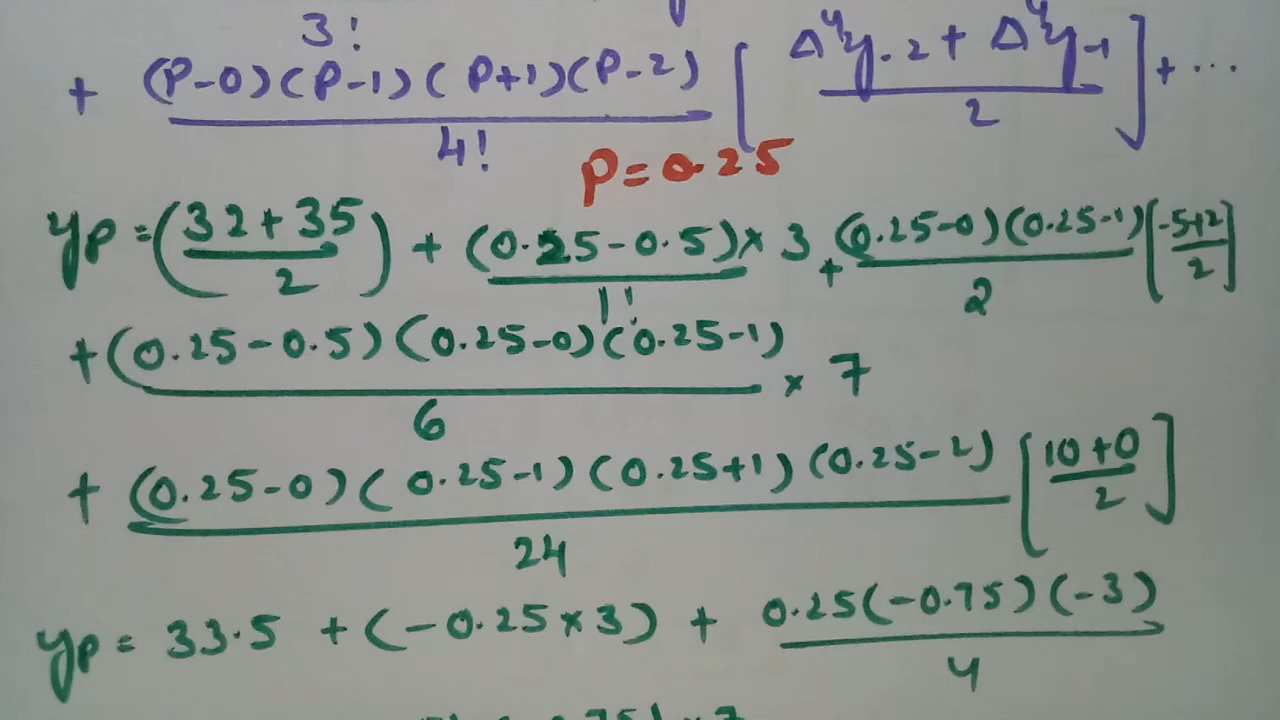 3!
+ (P-0)(P-1)(P+1)(P-2) [ Δ⁴y-2 + Δ⁴y-1 ] + ...
4! 2
P=0.25
yp = (32+35 / 2) + (0.25-0.5) / 1! × 3 + (0.25-0)(0.25-1) / 2 [-5+2 / 2]
+ (0.25-0.5)(0.25-0)(0.25-1) / 6 × 7
+ (0.25-0)(0.25-1)(0.25+1)(0.25-2) / 24 [10+0 / 2]
yp = 33.5 + (-0.25×3) + 0.25(-0.75)(-3) / 4